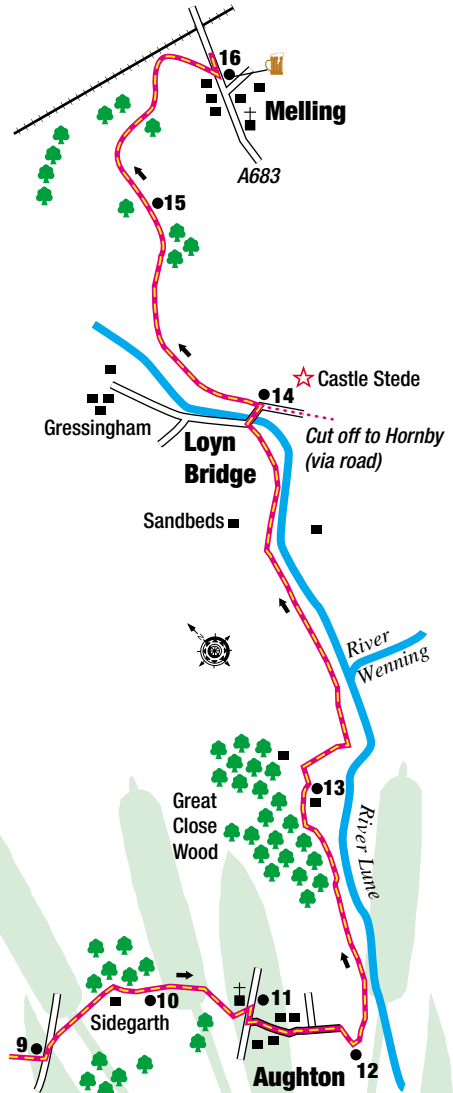 16
Melling
A683
15
14
Castle Stede
Gressingham
Loyn
Bridge
Cut off to Hornby
(via road)
Sandbeds
River
Wenning
13
Great
Close
Wood
River Lune
10
11
Sidegarth
9
Aughton
12